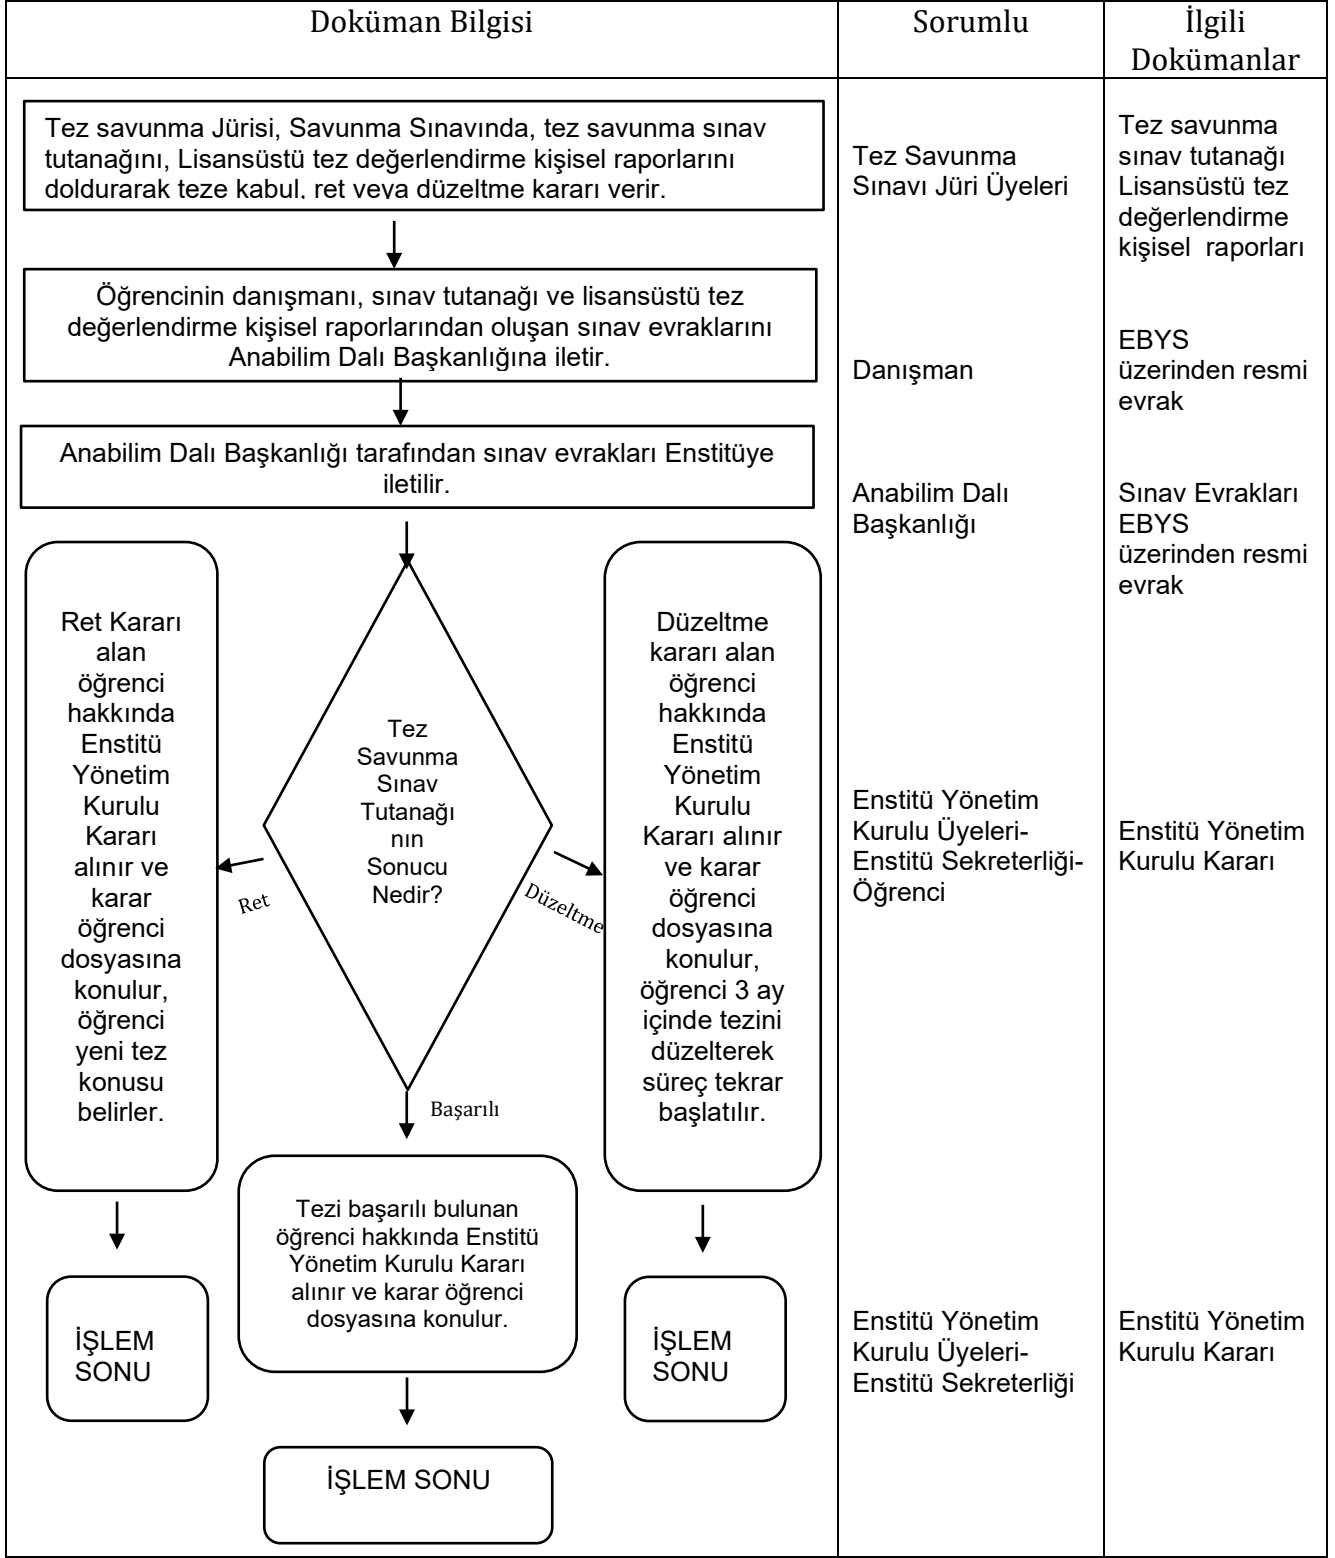 Doküman Bilgisi
Sorumlu
İlgili
Dokümanlar
Tez savunma Jürisi, Savunma Sınavında, tez savunma sınav
tutanağını, Lisansüstü tez değerlendirme kişisel raporlarını
doldurarak teze kabul, ret veya düzeltme kararı verir.
Tez Savunma
Sınavı Jüri Üyeleri
Tez savunma
sınav tutanağı
Lisansüstü tez
değerlendirme
kişisel raporları
Öğrencinin danışmanı, sınav tutanağı ve lisansüstü tez
değerlendirme kişisel raporlarından oluşan sınav evraklarını
Anabilim Dalı Başkanlığına iletir.
Danışman
EBYS
üzerinden resmi
evrak
Anabilim Dalı Başkanlığı tarafından sınav evrakları Enstitüye
iletilir.
Anabilim Dalı
Başkanlığı
Sınav Evrakları
EBYS
üzerinden resmi
evrak
Ret Kararı
alan
öğrenci
hakkında
Enstitü
Yönetim
Kurulu
Kararı
alınır ve
karar
öğrenci
dosyasına
konulur,
öğrenci
yeni tez
konusu
belirler.
Tez
Savunma
Sınav
Tutanağı
nın
Sonucu
Nedir?
Ret
Düzeltme
Başarılı
Düzeltme
kararı alan
öğrenci
hakkında
Enstitü
Yönetim
Kurulu
Kararı alınır
ve karar
öğrenci
dosyasına
konulur,
öğrenci 3 ay
içinde tezini
düzelterek
süreç tekrar
başlatılır.
Enstitü Yönetim
Kurulu Üyeleri-
Enstitü Sekreterliği-
Öğrenci
Enstitü Yönetim
Kurulu Kararı
Tezi başarılı bulunan
öğrenci hakkında Enstitü
Yönetim Kurulu Kararı
alınır ve karar öğrenci
dosyasına konulur.
İŞLEM
SONU
İŞLEM
SONU
Enstitü Yönetim
Kurulu Üyeleri-
Enstitü Sekreterliği
Enstitü Yönetim
Kurulu Kararı
İŞLEM SONU